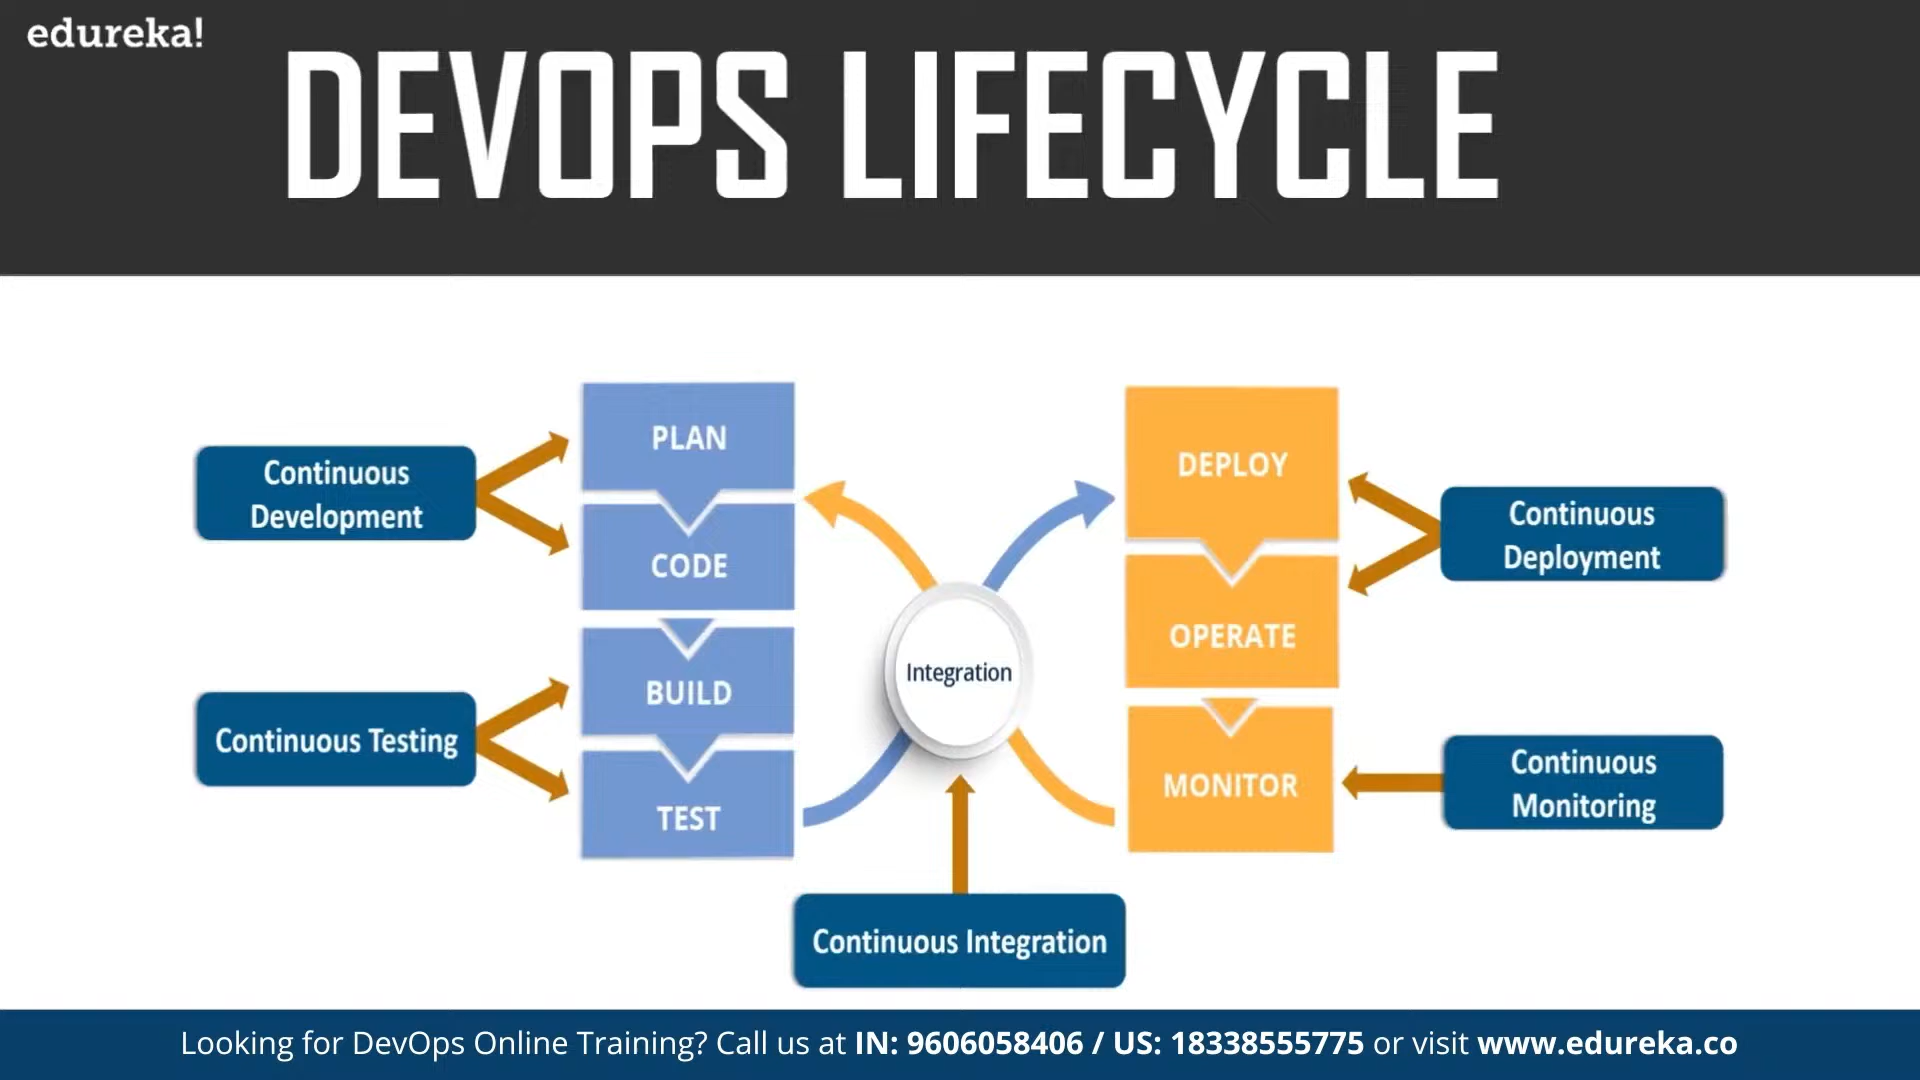 edureka!
DEVOPS LIFECYCLE
Continuous
Development
Continuous Testing
PLAN
CODE
BUILD
TEST
Integration
Continuous Integration
DEPLOY
OPERATE
MONITOR
Continuous
Deployment
Continuous
Monitoring
Looking for DevOps Online Training? Call us at IN: 9606058406 / US: 18338555775 or visit www.edureka.co